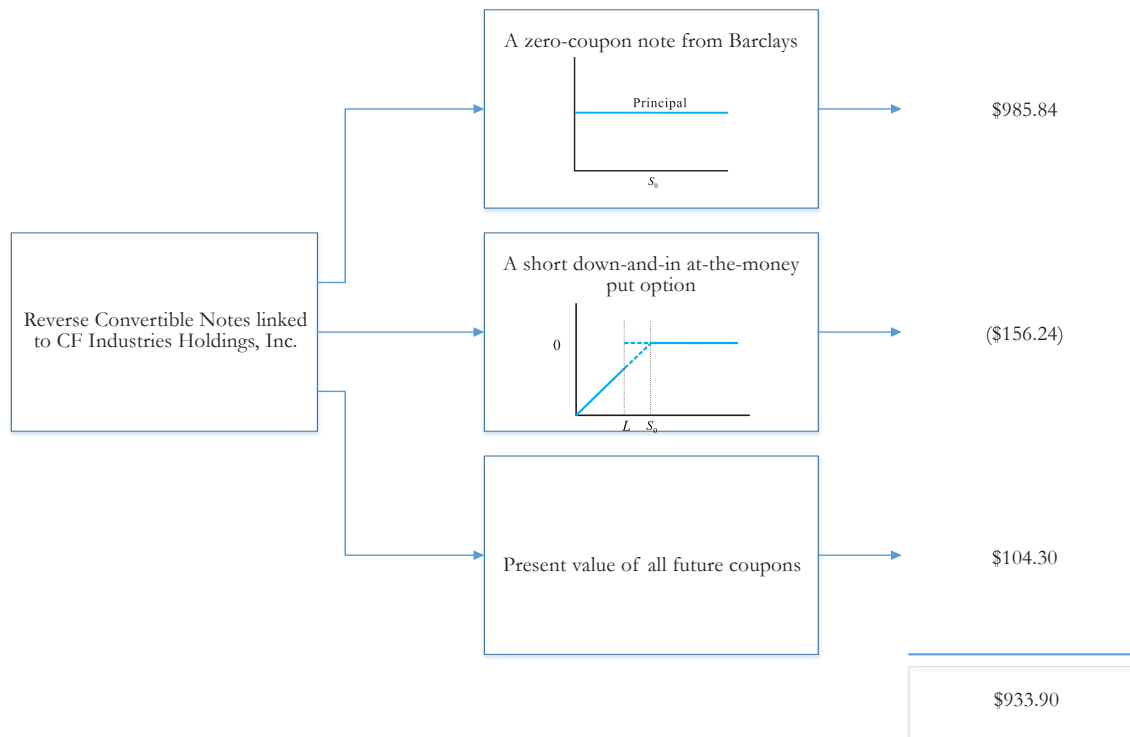 A zero-coupon note from Barclays
Principal
S0
$985.84
Reverse Convertible Notes linked
to CF Industries Holdings, Inc.
A short down-and-in at-the-money
put option
0
L S0
($156.24)
Present value of all future coupons
$104.30
$933.90